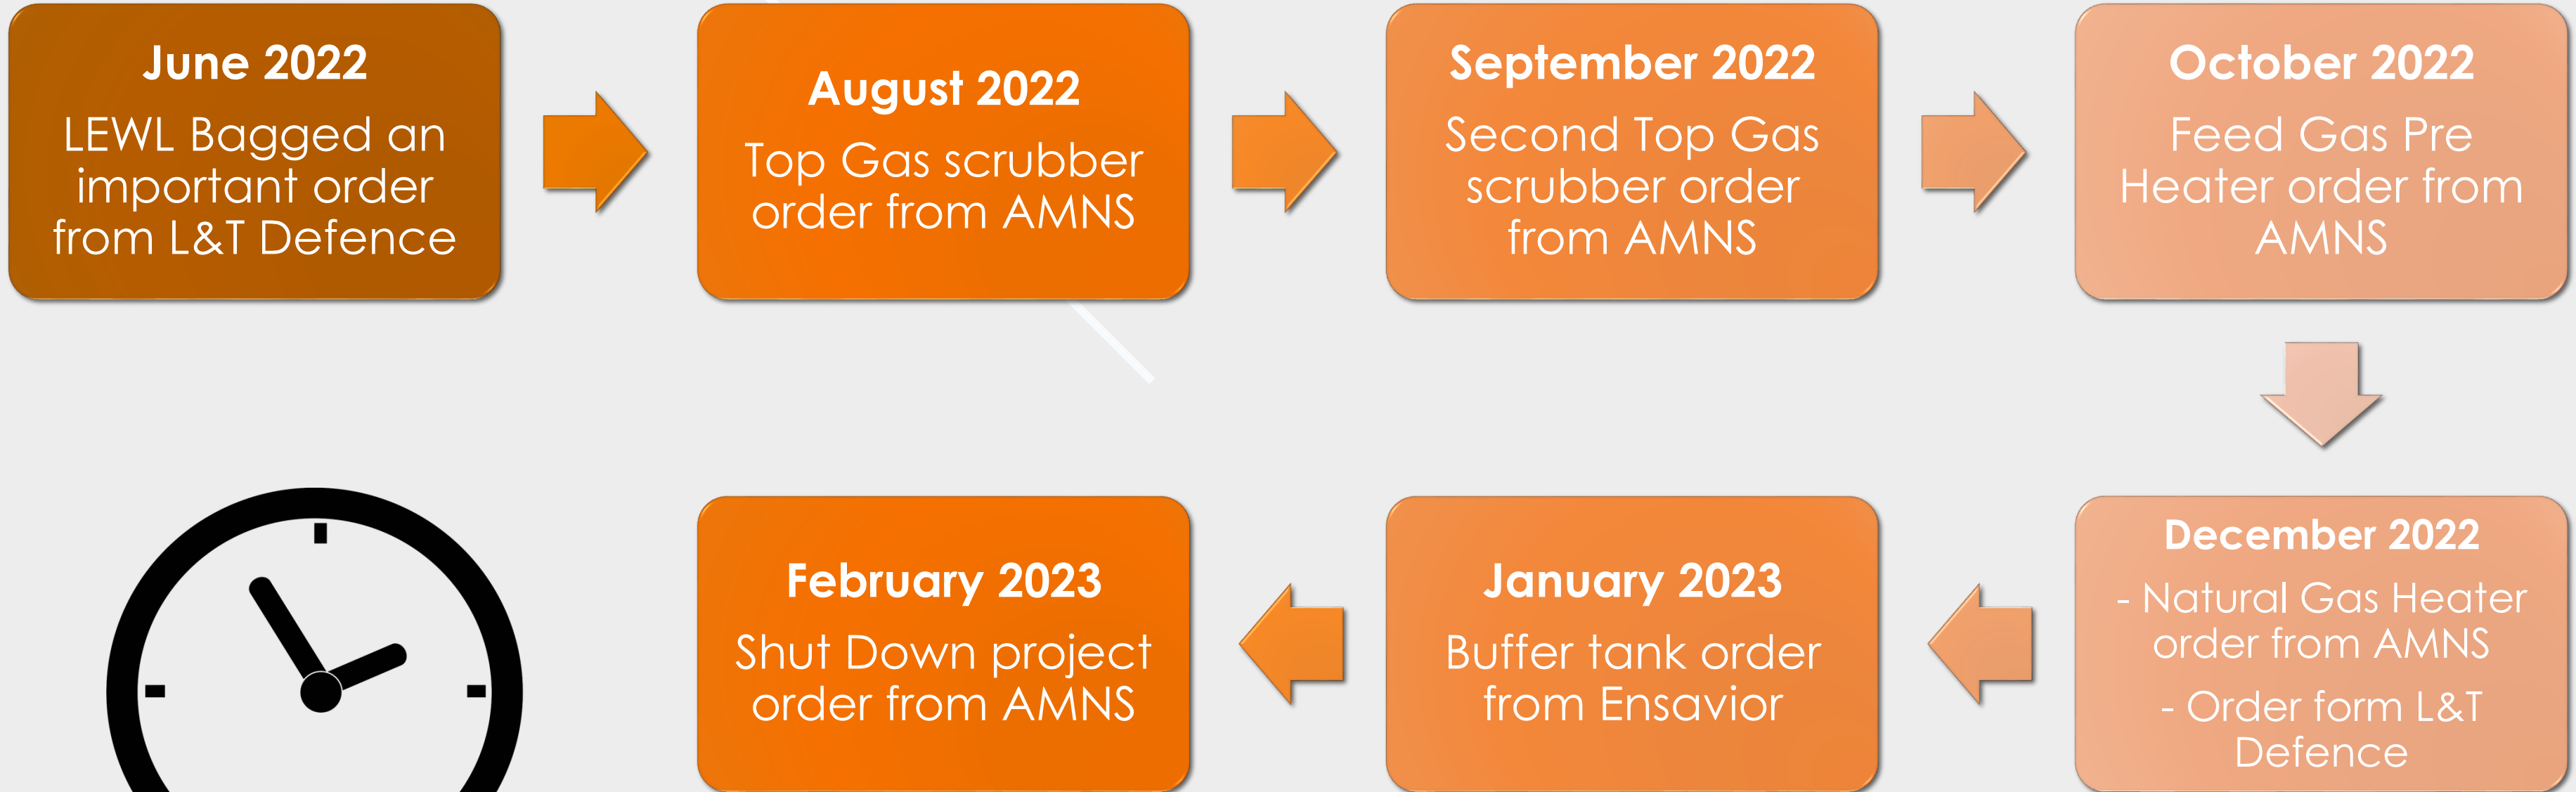 June 2022
LEWL Bagged an
important order
from L&T Defence
August 2022
Top Gas scrubber
order from AMNS
September 2022
Second Top Gas
scrubber order
from AMNS
October 2022
Feed Gas Pre
Heater order from
AMNS
December 2022
- Natural Gas Heater
order from AMNS
- Order form L&T
Defence
January 2023
Buffer tank order
from Ensavior
February 2023
Shut Down project
order from AMNS